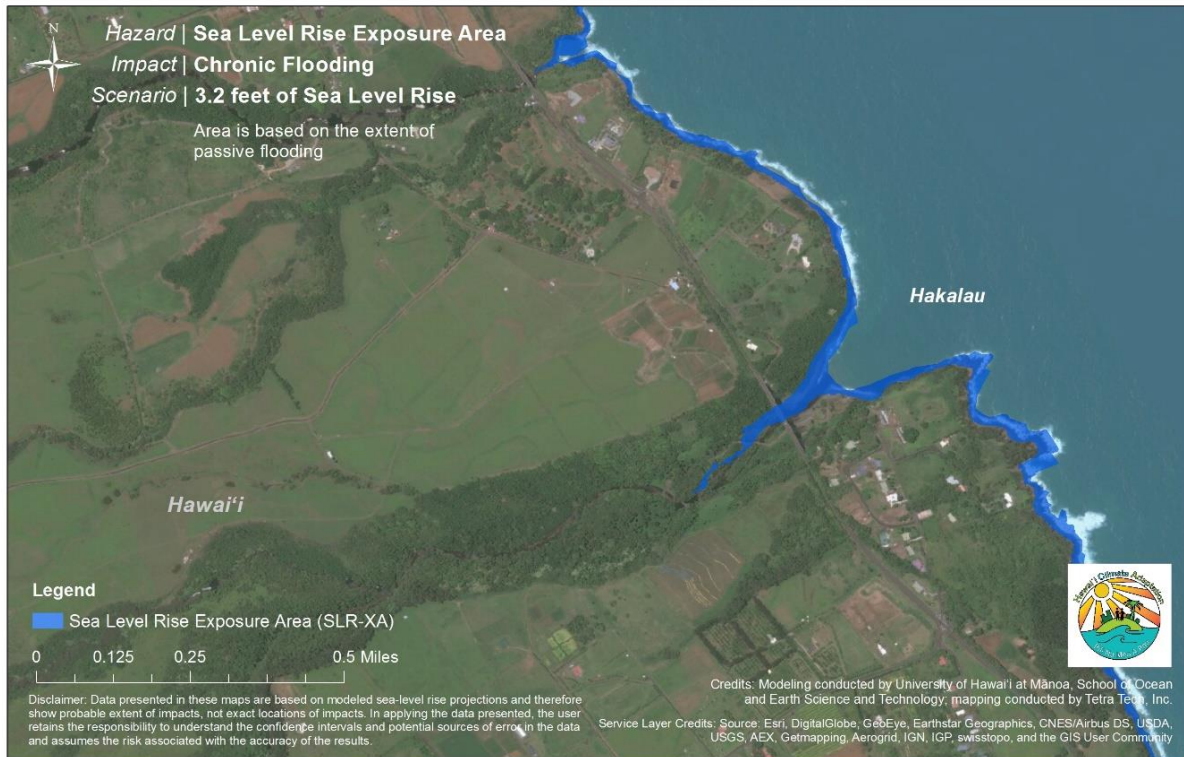 N
Hazard | Sea Level Rise Exposure Area
Impact | Chronic Flooding
Scenario | 3.2 feet of Sea Level Rise
Area is based on the extent of
passive flooding
Hakalau
Hawaiʻi
Legend
Sea Level Rise Exposure Area (SLR-XA)
0 0.125 0.25 0.5 Miles
Disclaimer: Data presented in these maps are based on modeled sea-level rise projections and therefore
show probable extent of impacts, not exact locations of impacts. In applying the data presented, the user
retains the responsibility to understand the confidence intervals and potential sources of error in the data
and assumes the risk associated with the accuracy of the results.
Hawaiʻi Climate Adaptation
Credits: Modeling conducted by University of Hawaiʻi at Mānoa, School of Ocean
and Earth Science and Technology; mapping conducted by Tetra Tech, Inc.
Service Layer Credits: Source: Esri, DigitalGlobe, GeoEye, Earthstar Geographics, CNES/Airbus DS, USDA,
USGS, AEX, Getmapping, Aerogrid, IGN, IGP, swisstopo, and the GIS User Community